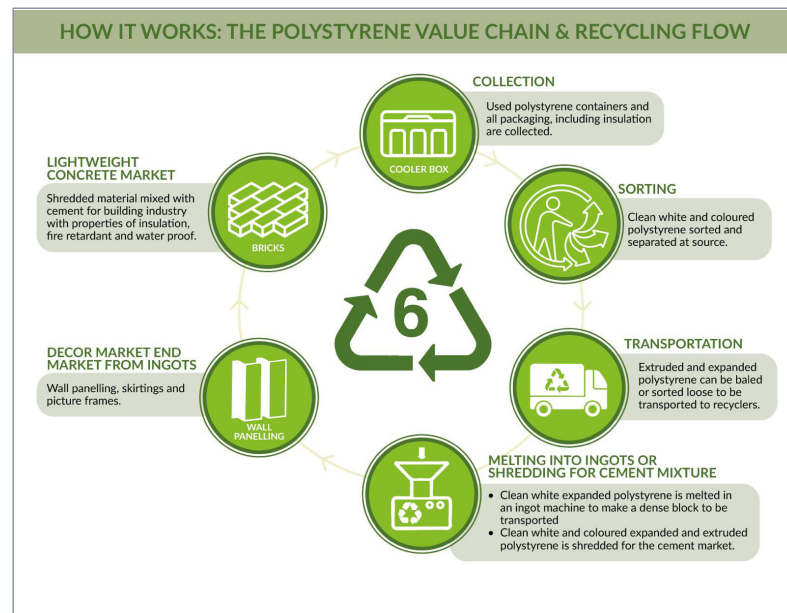 HOW IT WORKS: THE POLYSTYRENE VALUE CHAIN & RECYCLING FLOW
COLLECTION
Used polystyrene containers and
all packaging, including insulation
are collected.
COOLER BOX
SORTING
Clean white and coloured
polystyrene sorted and
separated at source.
TRANSPORTATION
Extruded and expanded
polystyrene can be baled
or sorted loose to be
transported to recyclers.
MELTING INTO INGOTS OR
SHREDDING FOR CEMENT MIXTURE
• Clean white expanded polystyrene is melted in
an ingot machine to make a dense block to be
transported
• Clean white and coloured expanded and extruded
polystyrene is shredded for the cement market.
DECOR MARKET END
MARKET FROM INGOTS
Wall panelling, skirtings and
picture frames.
WALL
PANELLING
LIGHTWEIGHT
CONCRETE MARKET
Shredded material mixed with
cement for building industry
with properties of insulation,
fire retardant and water proof.
BRICKS
6